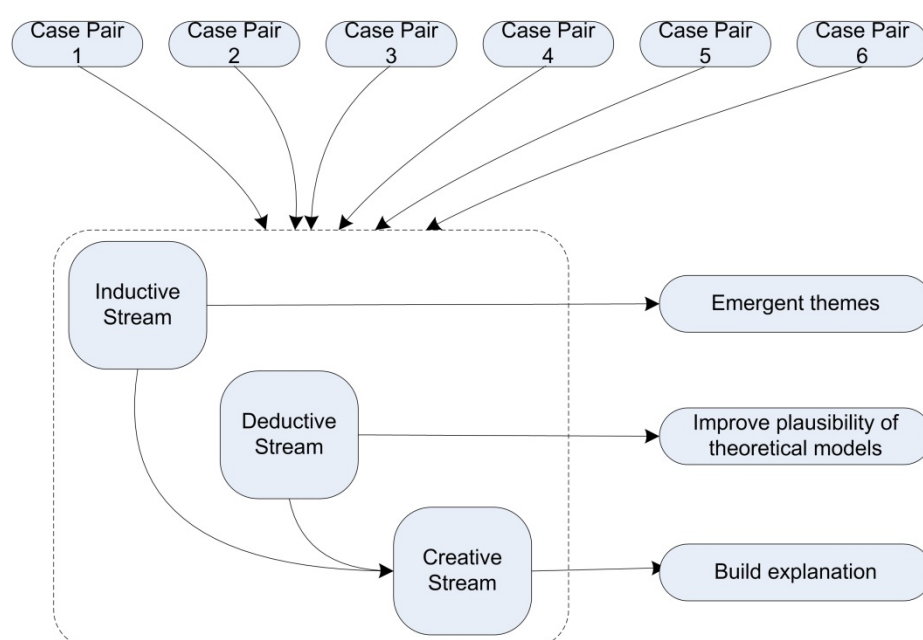 Case Pair
1
Case Pair
2
Case Pair
3
Case Pair
4
Case Pair
5
Case Pair
6
Inductive
Stream
Emergent themes
Deductive
Stream
Improve plausibility of
theoretical models
Creative
Stream
Build explanation